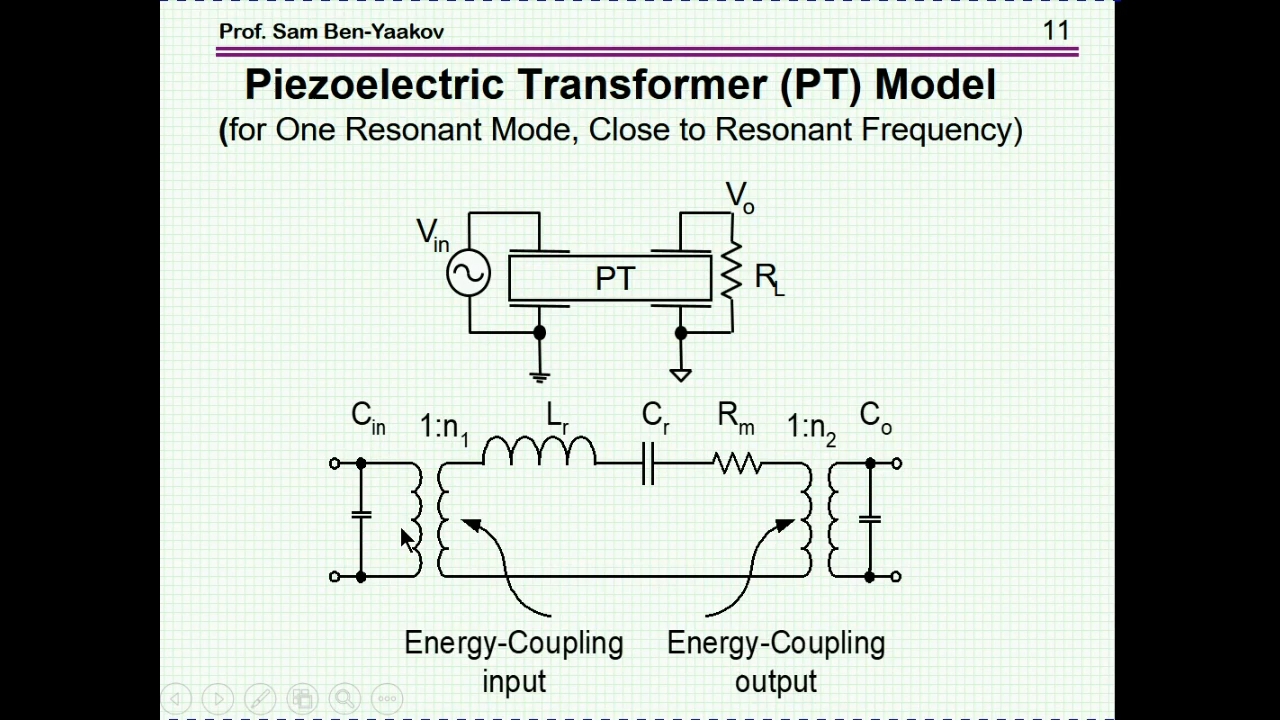 Prof. Sam Ben-Yaakov
11
Piezoelectric Transformer (PT) Model
(for One Resonant Mode, Close to Resonant Frequency)
Vo
Vin
PT
RL
Cin
1:n1
Lr
Cr
Rm
1:n2
Co
Energy-Coupling
input
Energy-Coupling
output